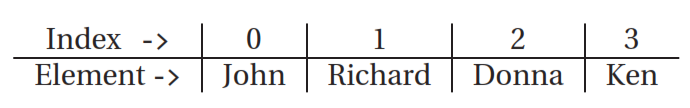 Index -> 0 1 2 3
Element -> John Richard Donna Ken